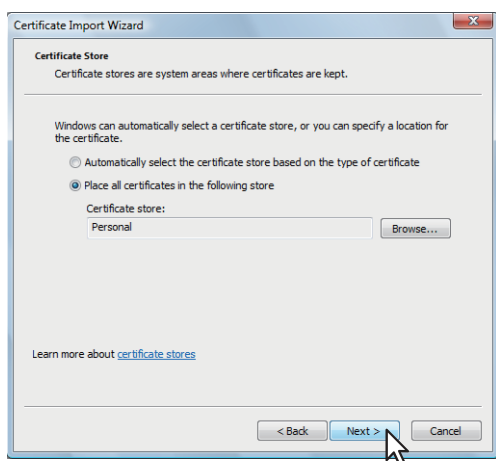 Certificate Import Wizard
Certificate Store
Certificate stores are system areas where certificates are kept.
Windows can automatically select a certificate store, or you can specify a location for
the certificate.
Automatically select the certificate store based on the type of certificate
Place all certificates in the following store
Certificate store:
Personal
Browse...
Learn more about certificate stores
< Back
Next >
Cancel